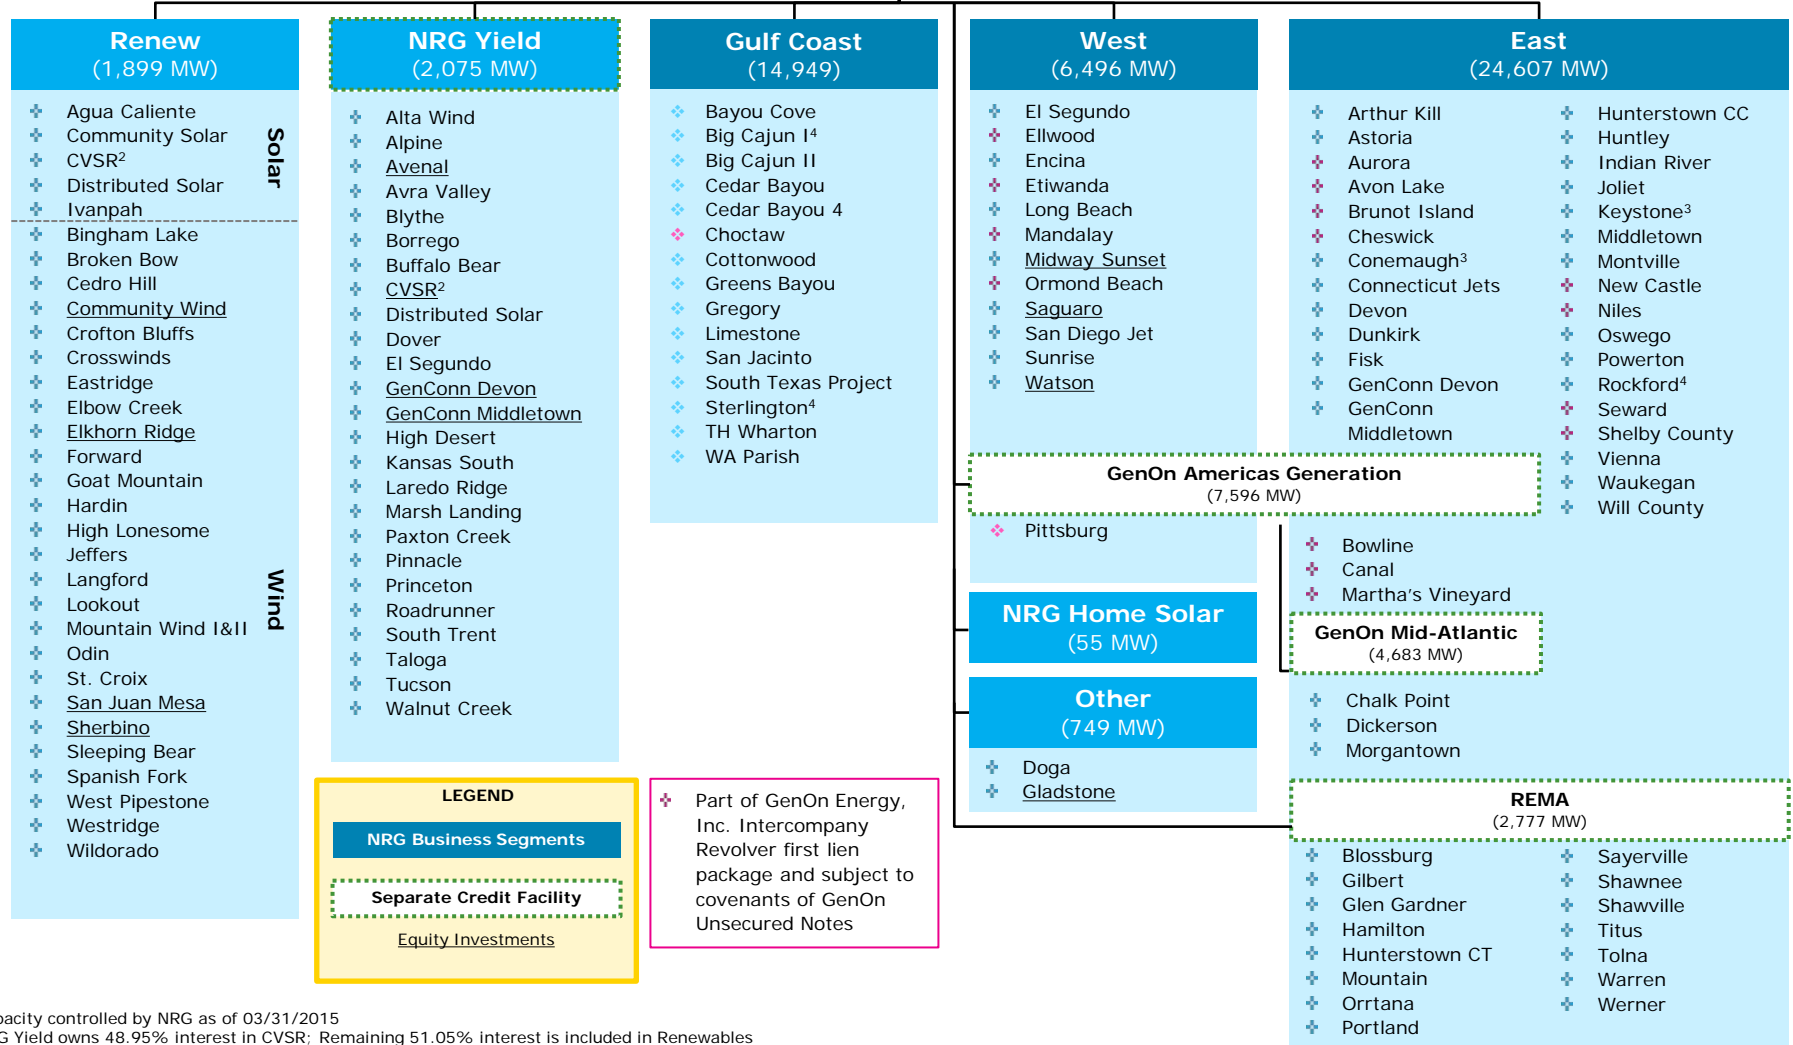 Renew
(1,899 MW)
Agua Caliente
Community Solar
CVSR²
Distributed Solar
Ivanpah
Solar
Bingham Lake
Broken Bow
Cedro Hill
Community Wind
Crofton Bluffs
Crosswinds
Eastridge
Elbow Creek
Elkhorn Ridge
Forward
Goat Mountain
Hardin
High Lonesome
Jeffers
Langford
Lookout
Mountain Wind I&II
Odin
St. Croix
San Juan Mesa
Sherbino
Sleeping Bear
Spanish Fork
West Pipestone
Westridge
Wildorado
Wind
NRG Yield
(2,075 MW)
Alta Wind
Alpine
Avenal
Avra Valley
Blythe
Borrego
Buffalo Bear
CVSR²
Distributed Solar
Dover
El Segundo
GenConn Devon
GenConn Middletown
High Desert
Kansas South
Laredo Ridge
Marsh Landing
Paxton Creek
Pinnacle
Princeton
Roadrunner
South Trent
Taloga
Tucson
Walnut Creek
Gulf Coast
(14,949)
Bayou Cove
Big Cajun I⁴
Big Cajun II
Cedar Bayou
Cedar Bayou 4
Choctaw
Cottonwood
Greens Bayou
Gregory
Limestone
San Jacinto
South Texas Project
Sterlington⁴
TH Wharton
WA Parish
West
(6,496 MW)
El Segundo
Ellwood
Encina
Etiwanda
Long Beach
Mandalay
Midway Sunset
Ormond Beach
Saguaro
San Diego Jet
Sunrise
Watson
East
(24,607 MW)
Arthur Kill
Astoria
Aurora
Avon Lake
Brunot Island
Cheswick
Conemaugh³
Connecticut Jets
Devon
Dunkirk
Fisk
GenConn Devon
GenConn
Middletown
Hunterstown CC
Huntley
Indian River
Joliet
Keystone³
Middletown
Montville
New Castle
Niles
Oswego
Powerton
Rockford⁴
Seward
Shelby County
Vienna
Waukegan
Will County
GenOn Americas Generation
(7,596 MW)
Pittsburg
Bowline
Canal
Martha's Vineyard
GenOn Mid-Atlantic
(4,683 MW)
Chalk Point
Dickerson
Morgantown
NRG Home Solar
(55 MW)
Other
(749 MW)
Doga
Gladstone
REMA
(2,777 MW)
Blossburg
Gilbert
Glen Gardner
Hamilton
Hunterstown CT
Mountain
Orrtana
Portland
Sayerville
Shawnee
Shawville
Titus
Tolna
Warren
Werner
LEGEND
NRG Business Segments
Separate Credit Facility
Equity Investments
Part of GenOn Energy,
Inc. Intercompany
Revolver first lien
package and subject to
covenants of GenOn
Unsecured Notes
controlled by NRG as of 03/31/2015
Yield owns 48.95% interest in CVSR; Remaining 51.05% interest is included in Renewables